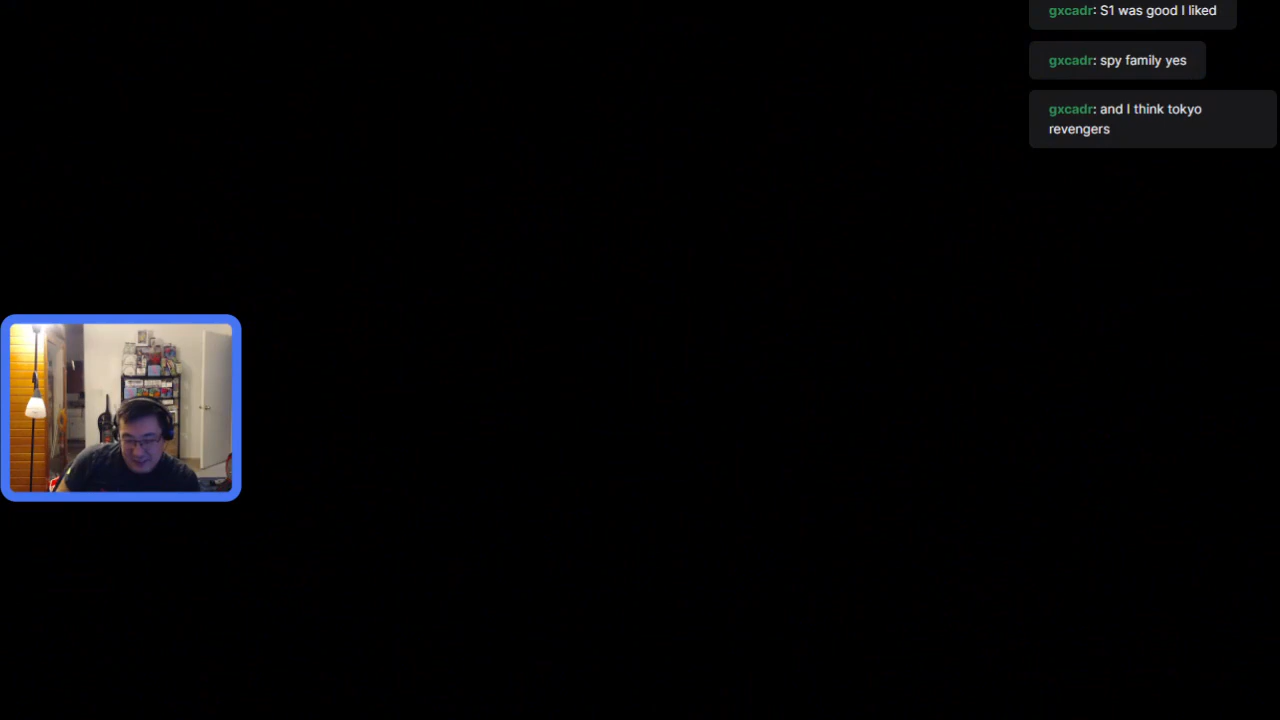 gxcadr: S1 was good I liked
gxcadr: spy family yes
gxcadr: and I think tokyo
revengers